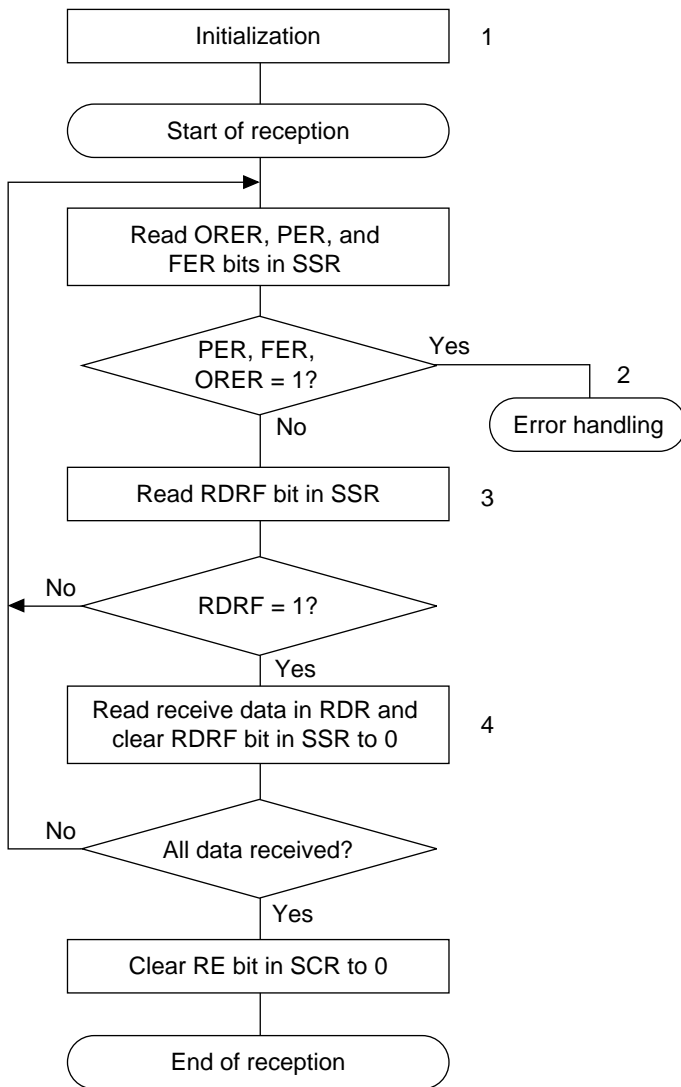 Initialization
1
Start of reception
Read ORER, PER, and
FER bits in SSR
PER, FER,
ORER = 1?
Yes
2
Error handling
No
Read RDRF bit in SSR
3
RDRF = 1?
No
Yes
Read receive data in RDR and
clear RDRF bit in SSR to 0
4
All data received?
No
Yes
Clear RE bit in SCR to 0
End of reception